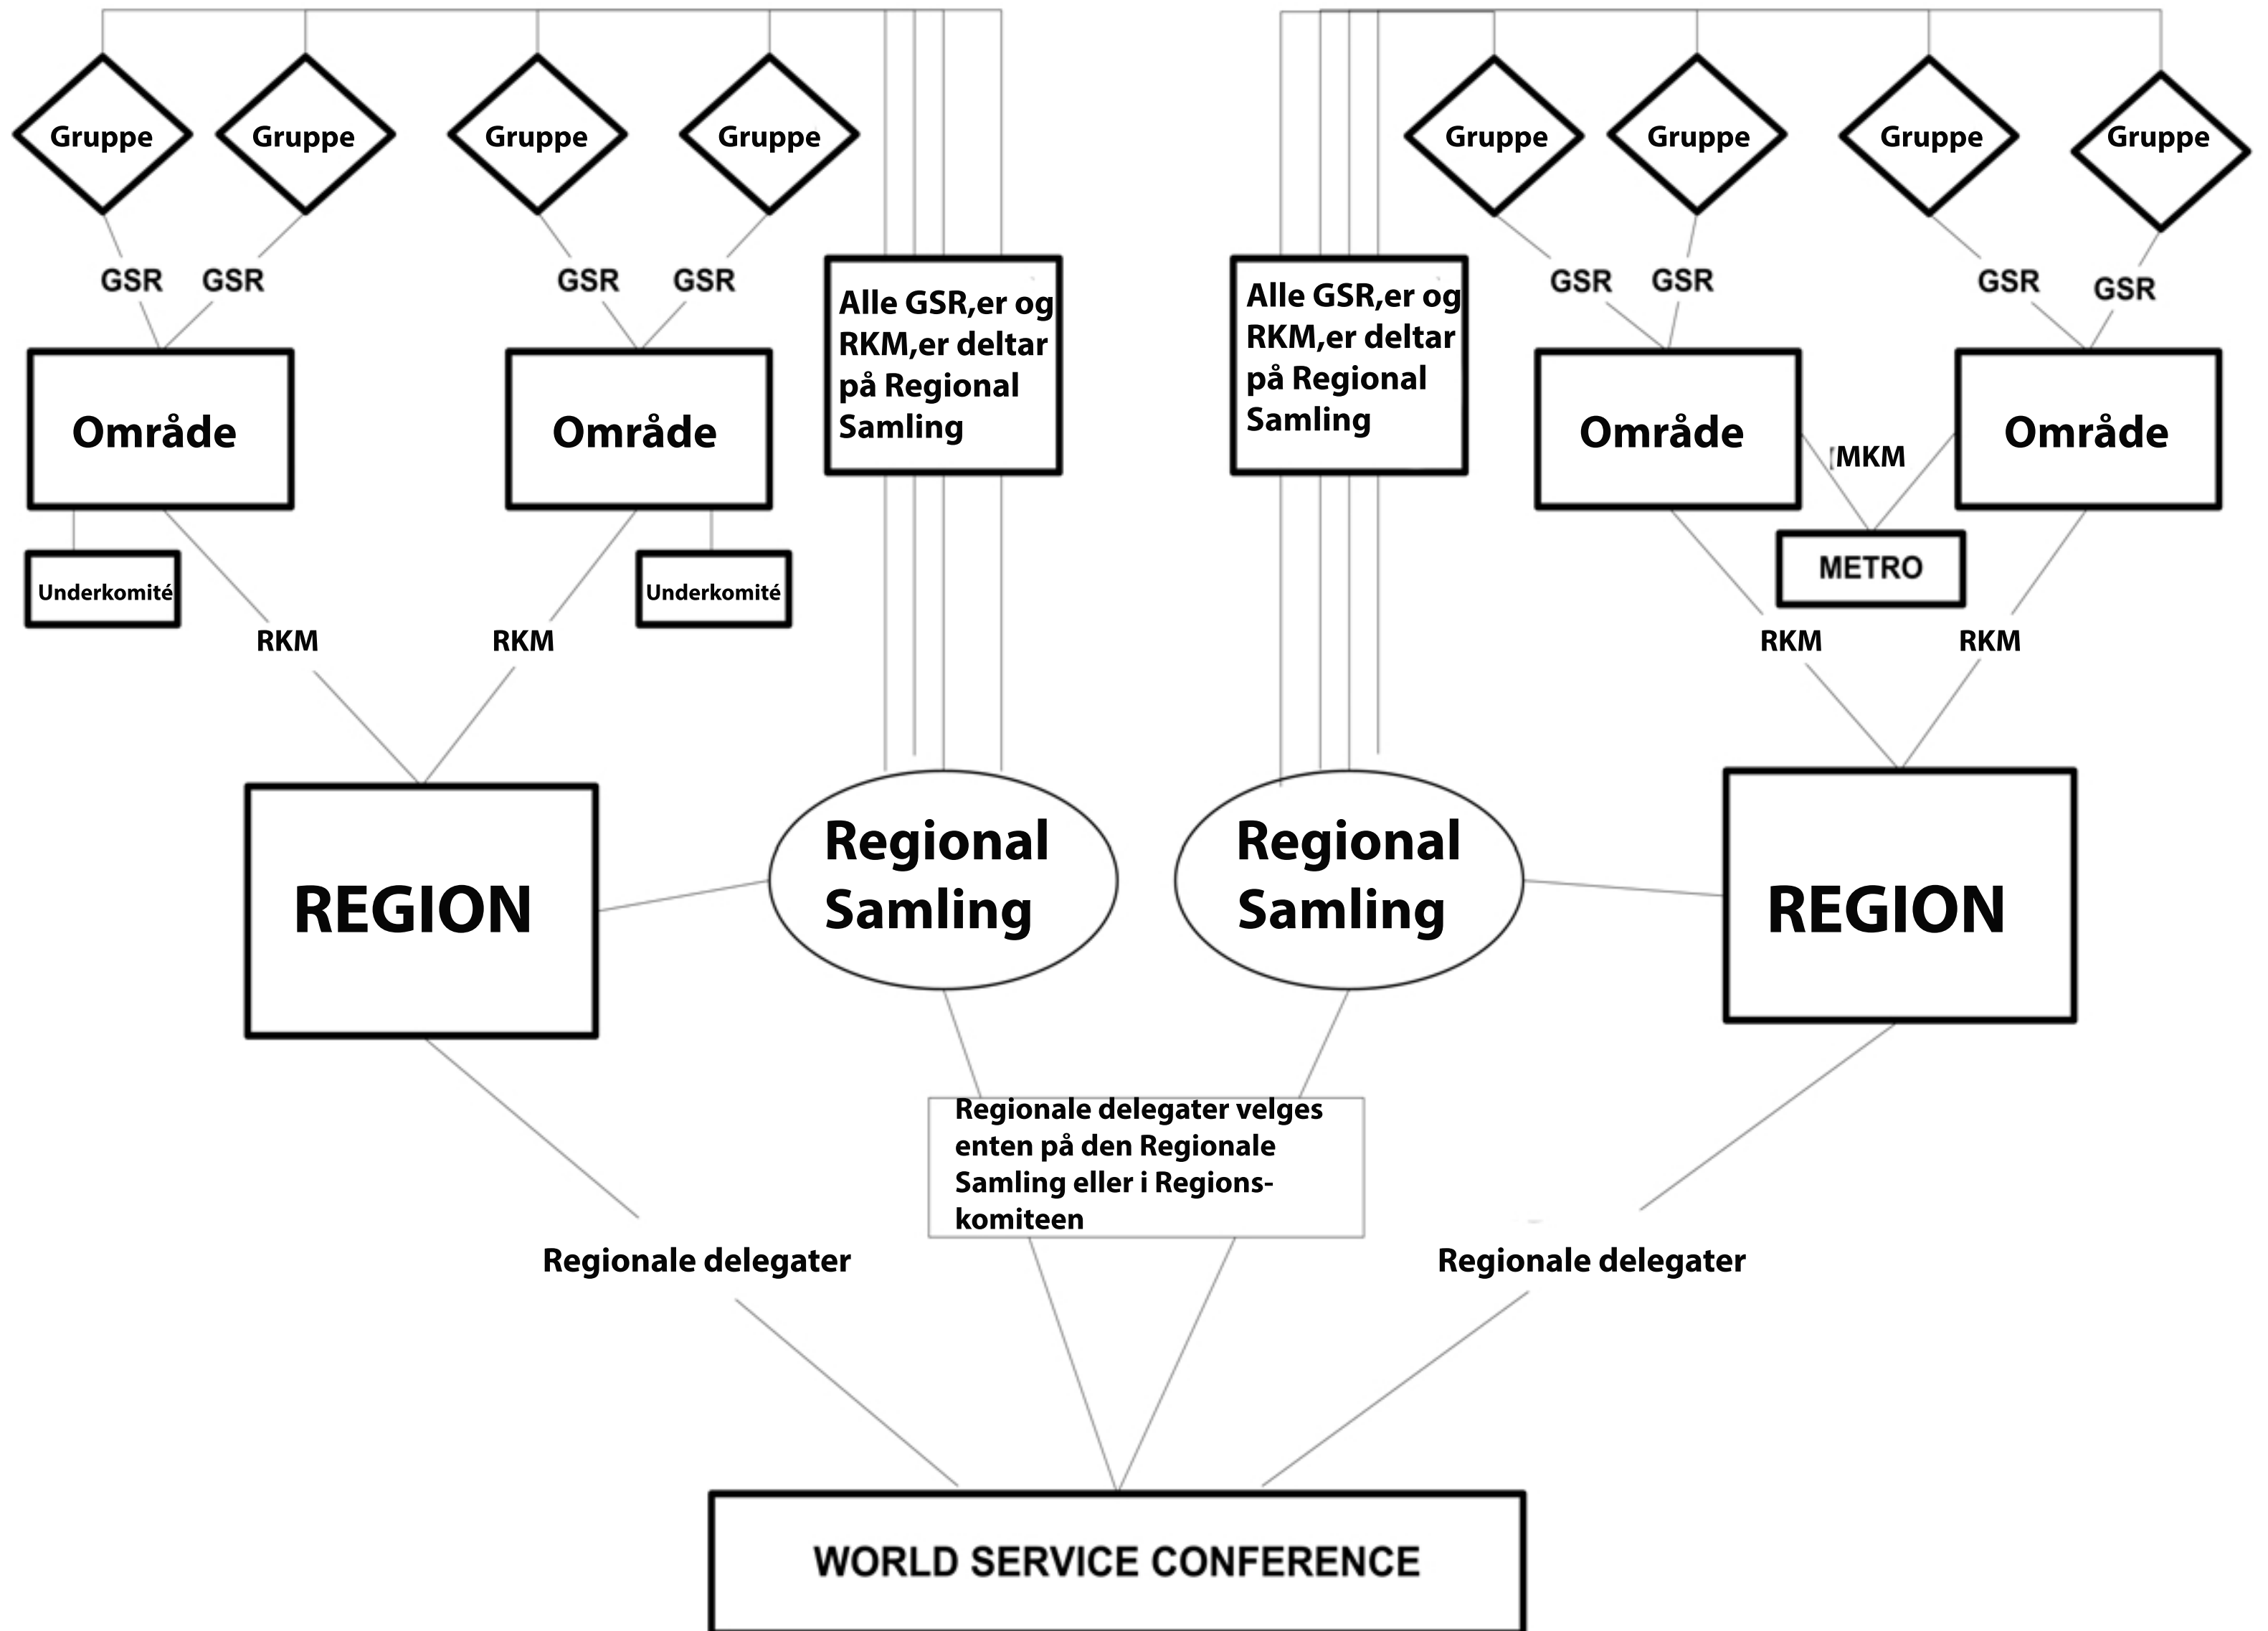 Gruppe
Gruppe
Gruppe
Gruppe
Gruppe
Gruppe
Gruppe
Gruppe
GSR
GSR
GSR
GSR
GSR
GSR
GSR
GSR
Alle GSR,er og
RKM,er deltar
på Regional
Samling
Alle GSR,er og
RKM,er deltar
på Regional
Samling
Område
Område
Område
Område
MKM
METRO
Underkomité
Underkomité
RKM
RKM
RKM
RKM
REGION
Regional
Samling
Regional
Samling
REGION
Regionale delegater velges
enten på den Regionale
Samling eller i Regions-
komiteen
Regionale delegater
Regionale delegater
WORLD SERVICE CONFERENCE